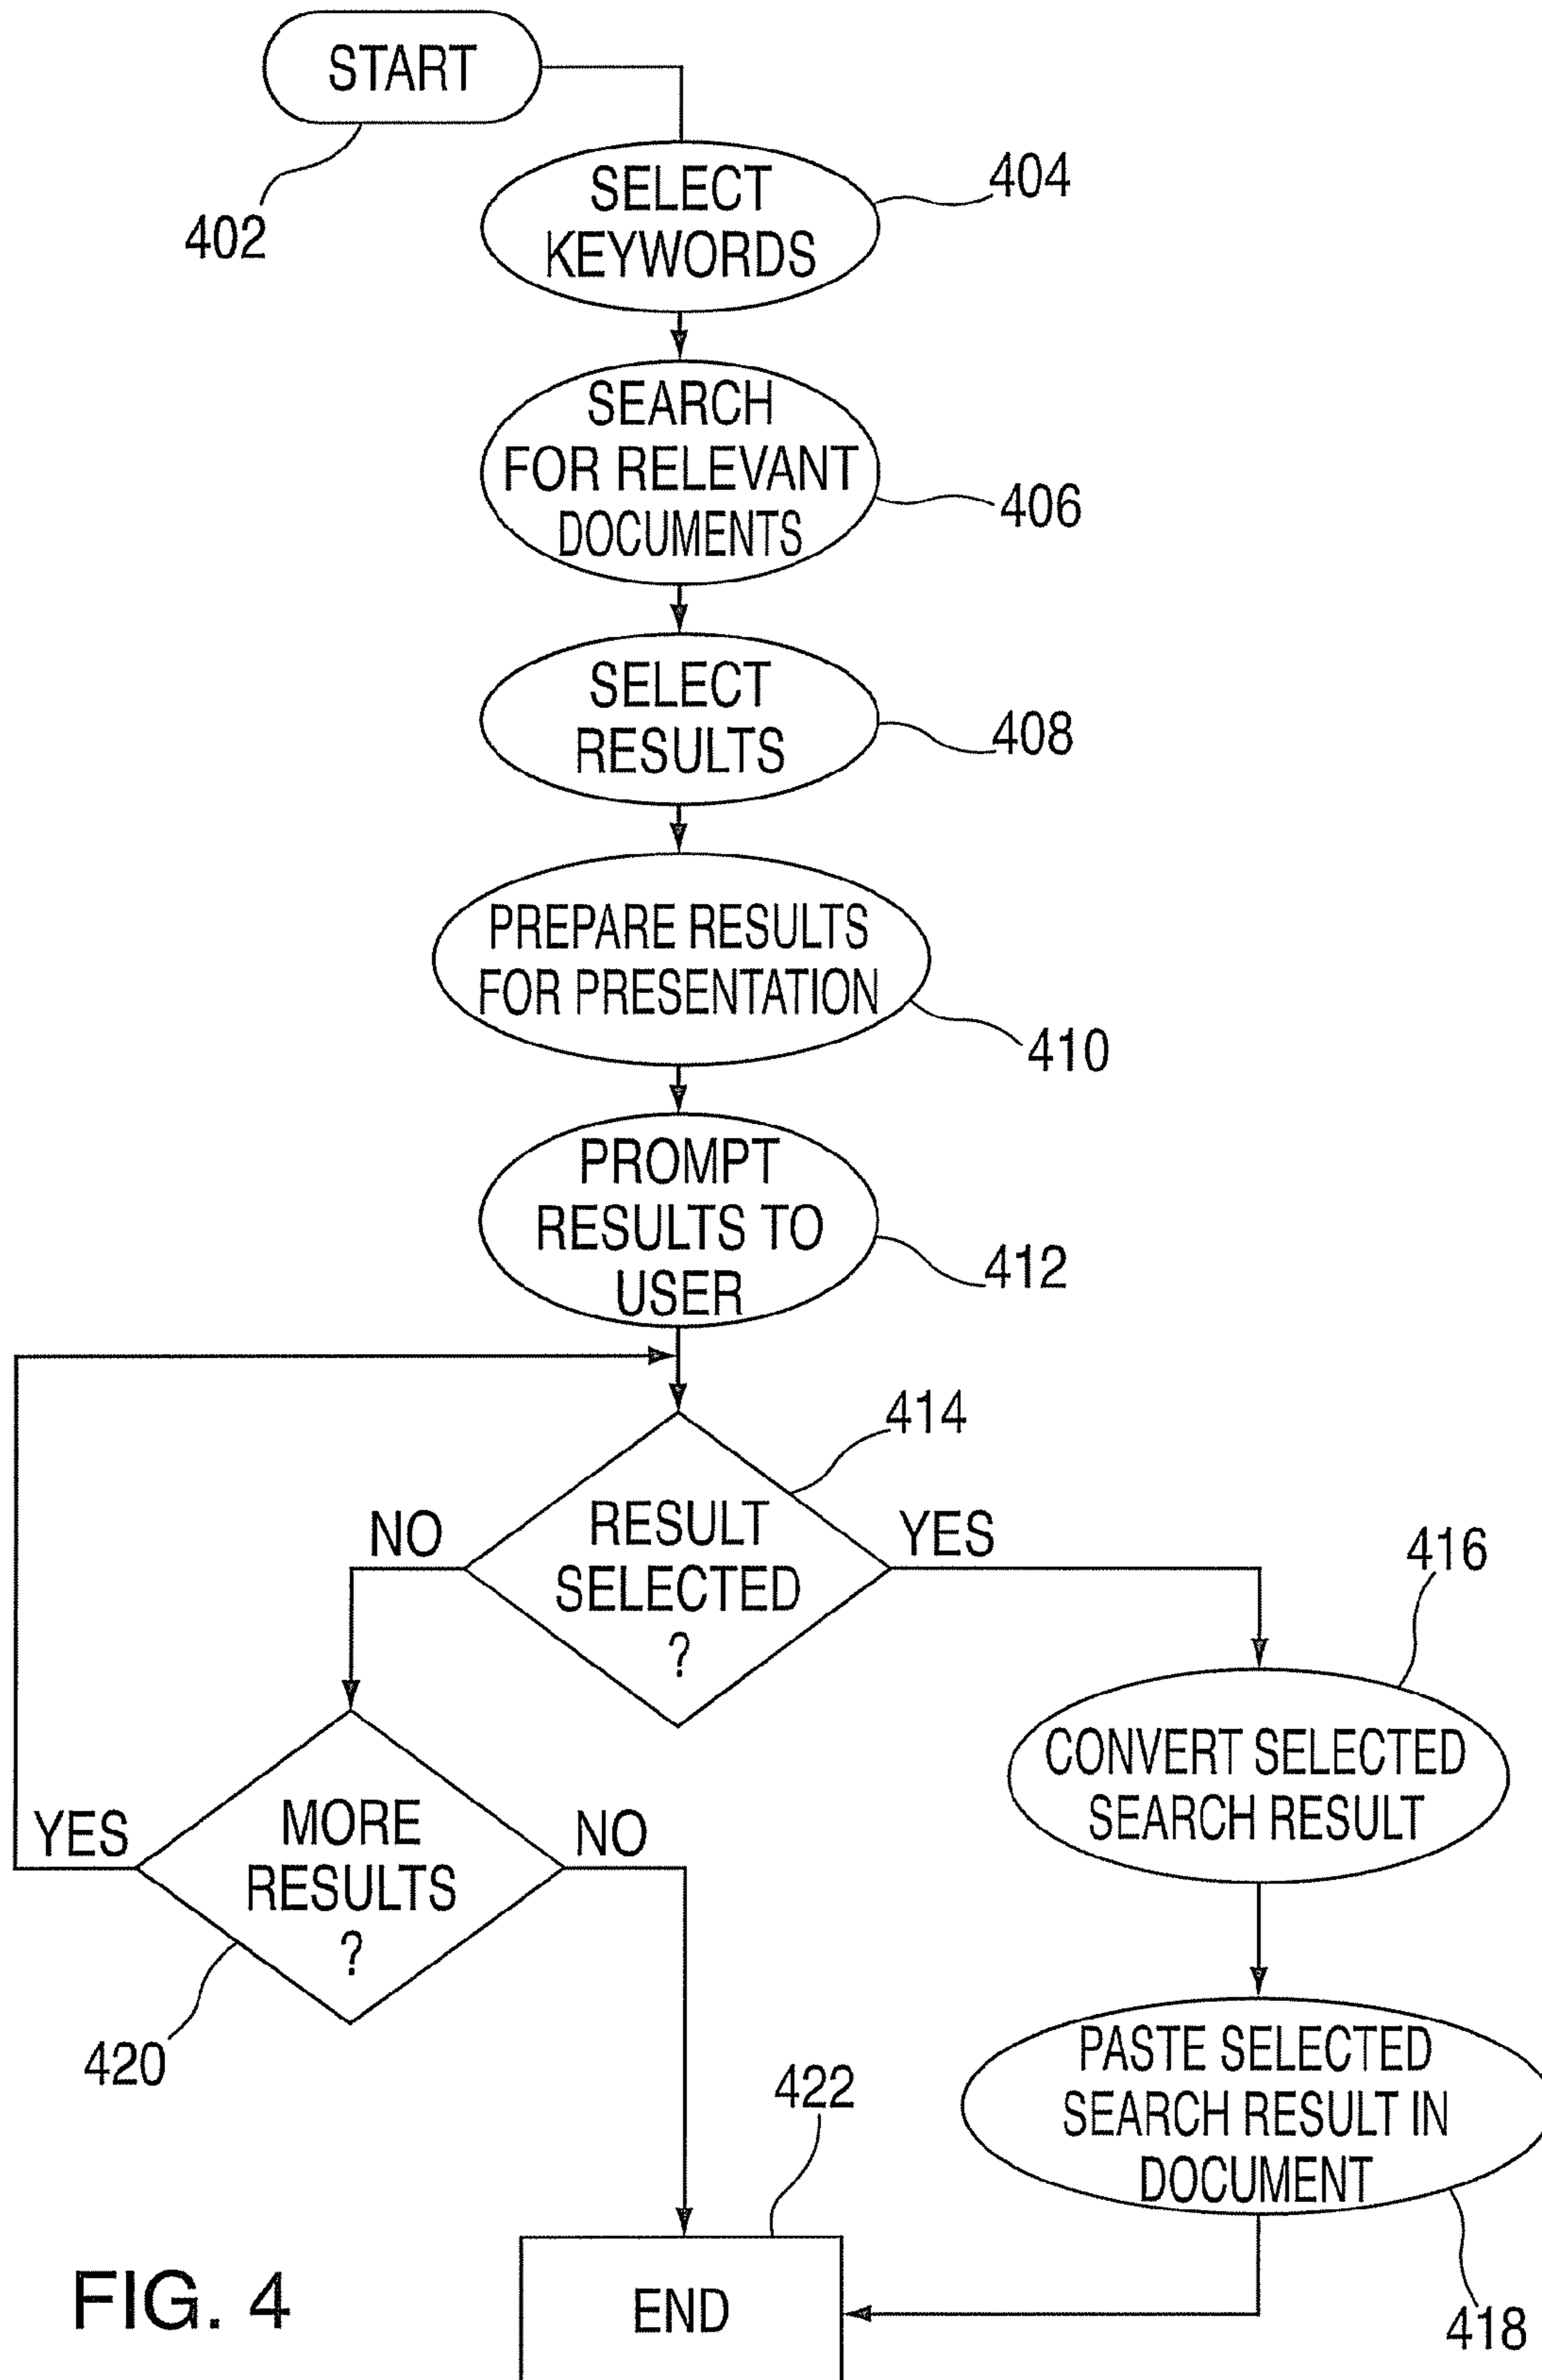 START
402
SELECT
KEYWORDS
404
SEARCH
FOR RELEVANT
DOCUMENTS
406
SELECT
RESULTS
408
PREPARE RESULTS
FOR PRESENTATION
410
PROMPT
RESULTS TO
USER
412
414
RESULT
SELECTED
?
NO
YES
416
CONVERT SELECTED
SEARCH RESULT
MORE
RESULTS
?
YES
NO
420
PASTE SELECTED
SEARCH RESULT IN
DOCUMENT
418
422
END
FIG. 4